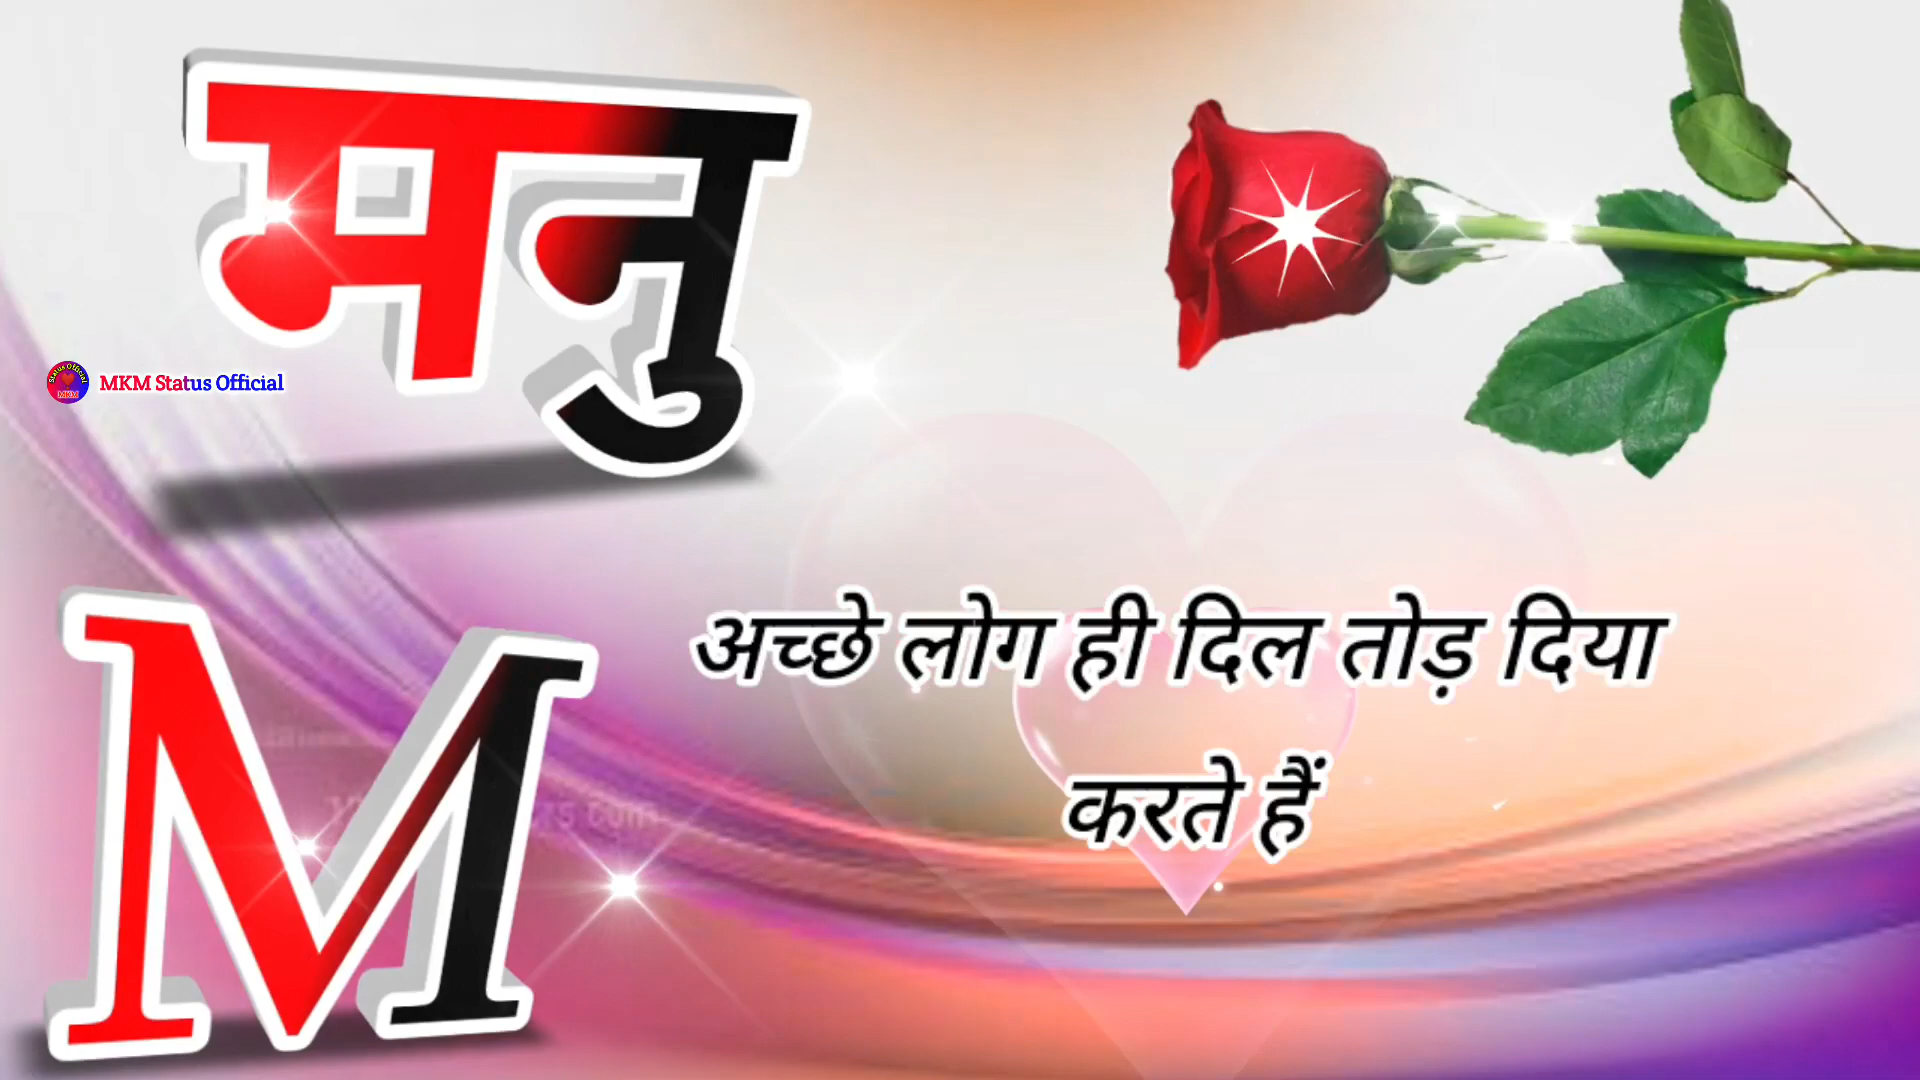 मनु
MKM Status Official
M
अच्छे लोग ही दिल तोड़ दिया
करते हैं